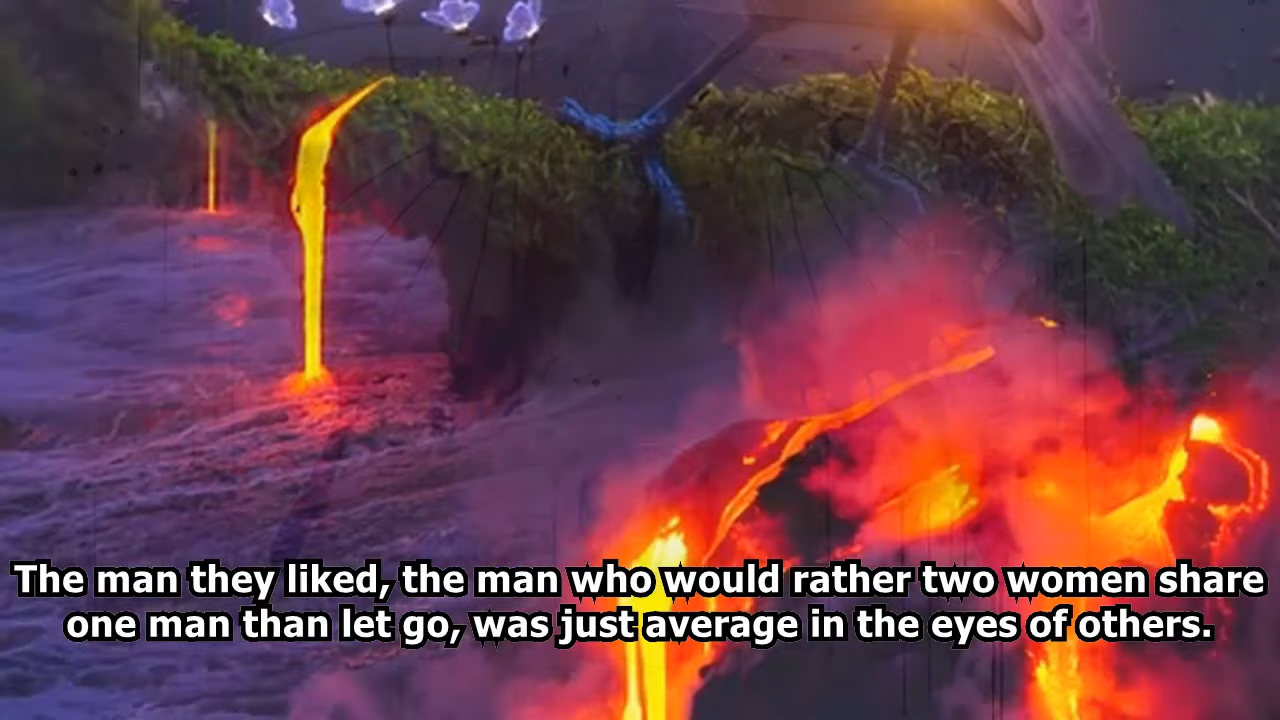 The man they liked, the man who would rather two women share
one man than let go, was just average in the eyes of others.